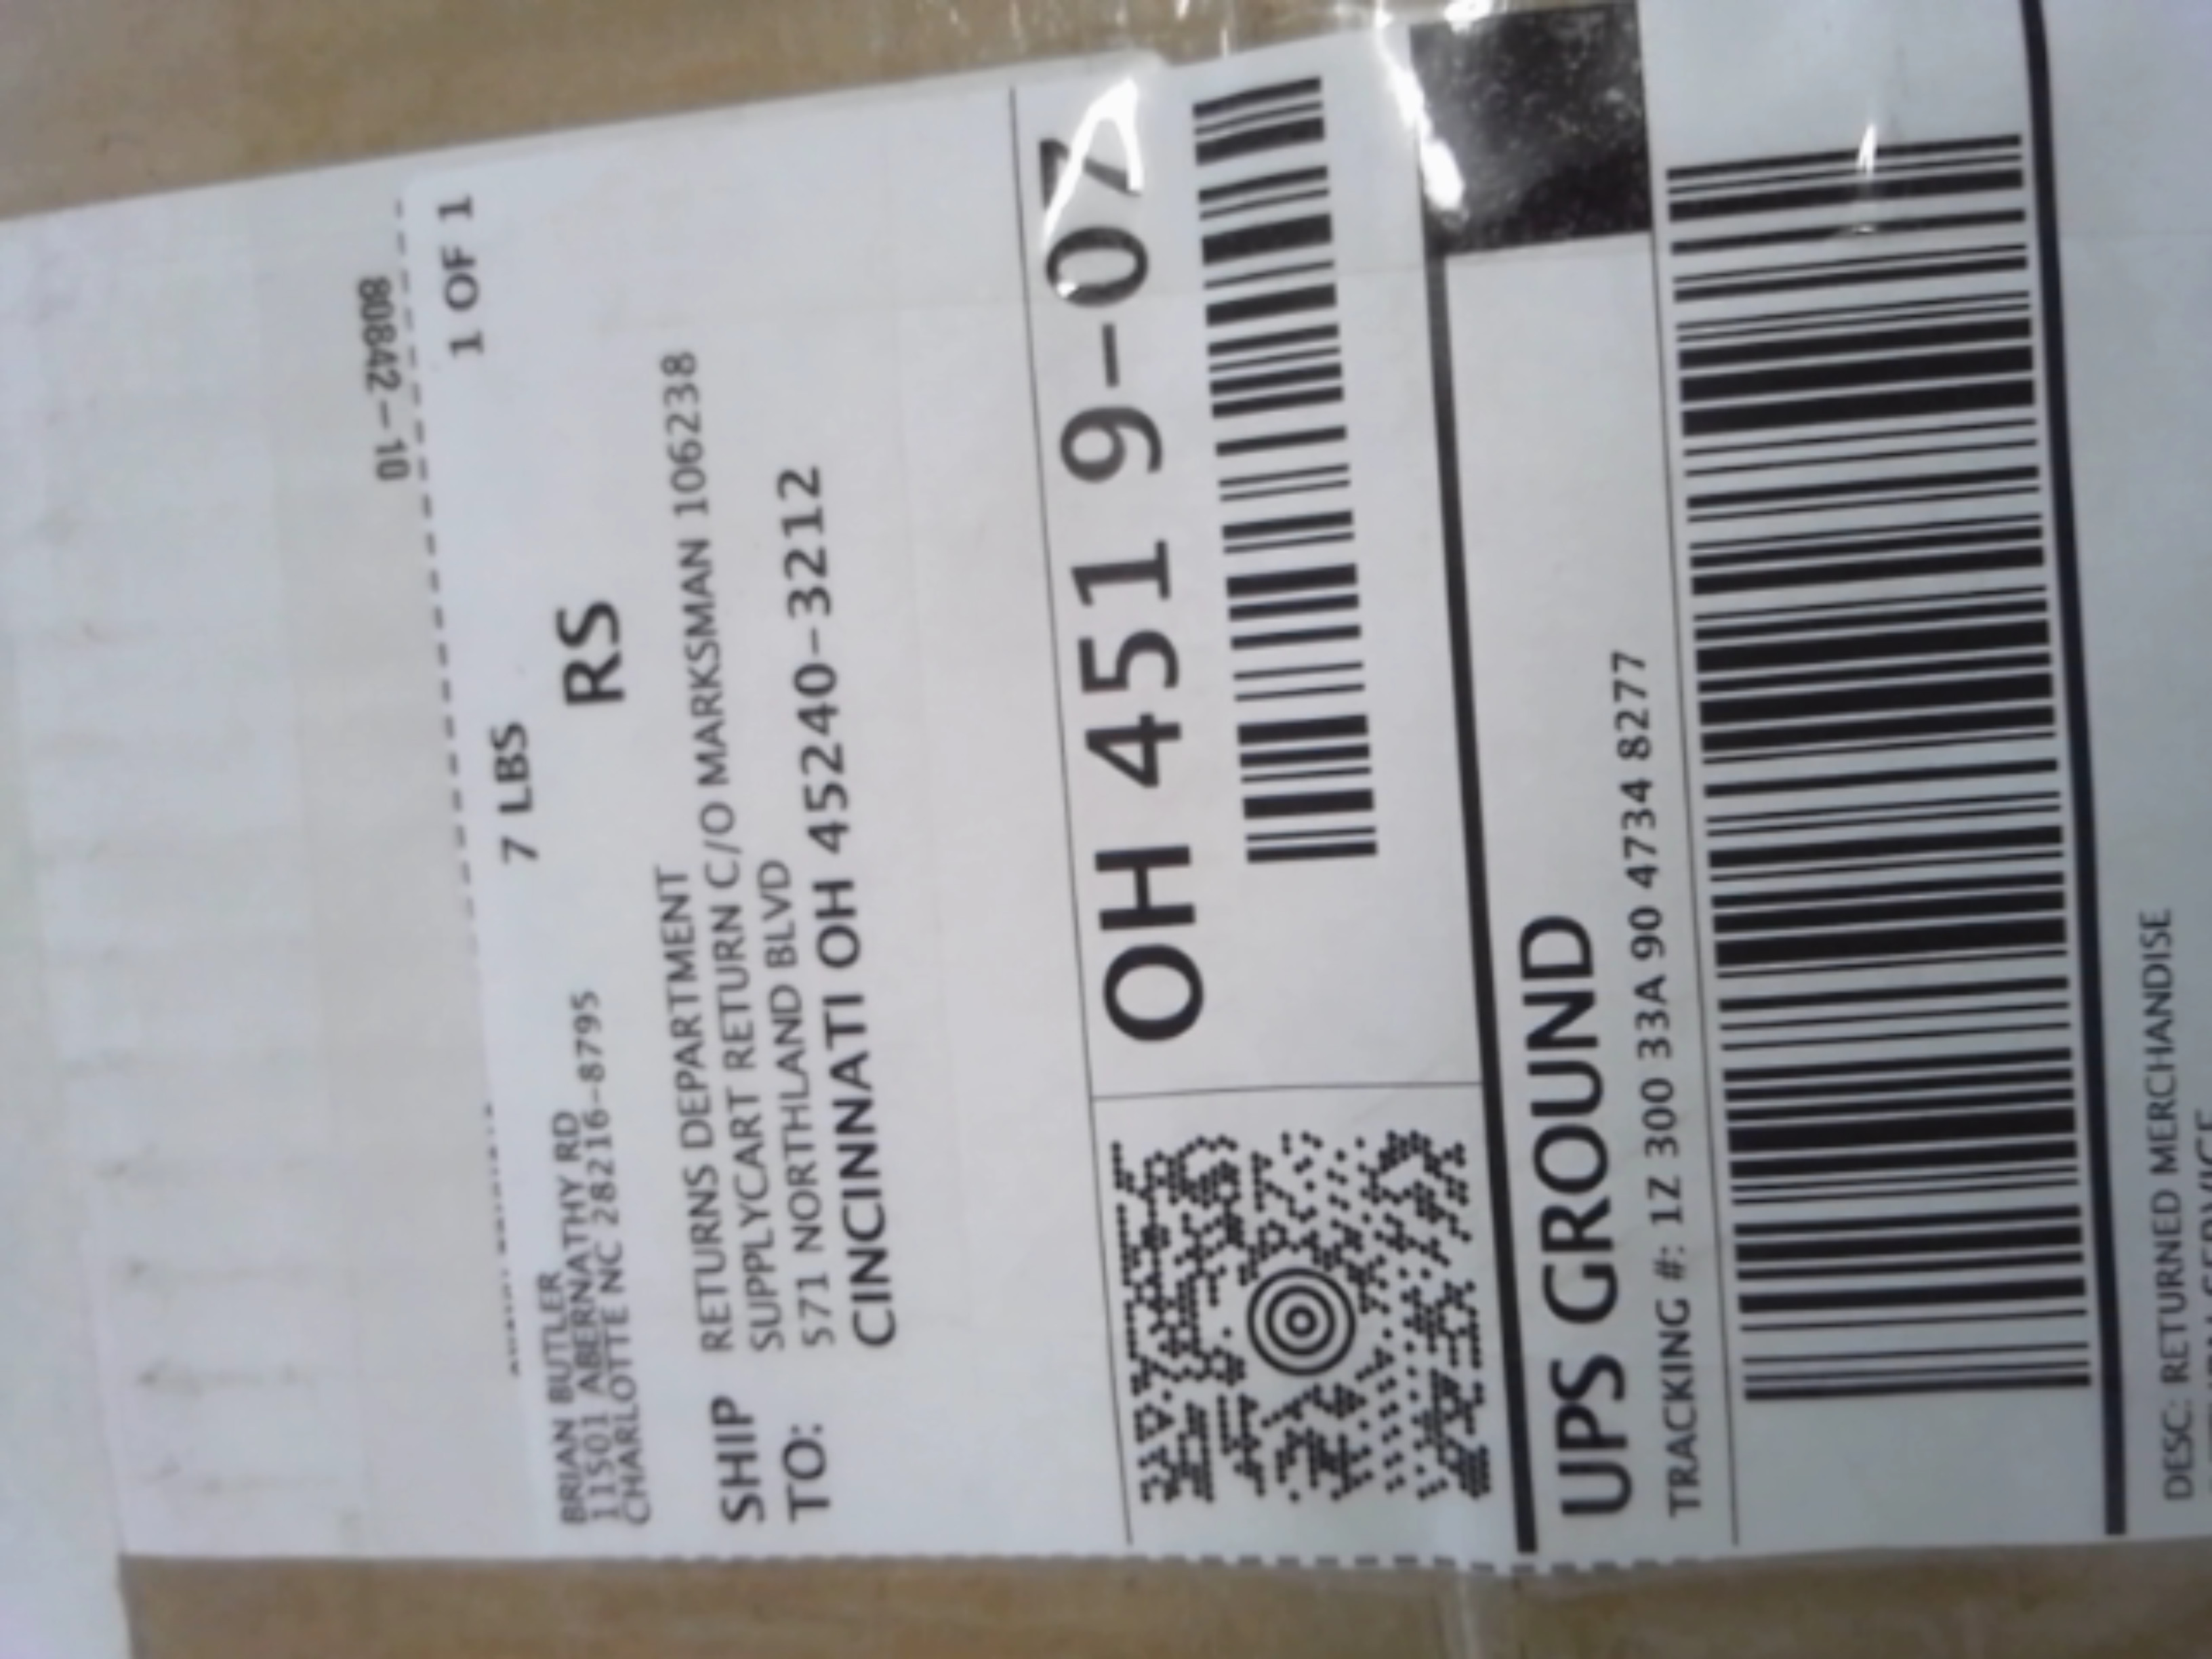 80842-10
1 OF 1
7 LBS
RS
BRIAN BUTLER
11501 ABERNATHY RD
CHARLOTTE NC 28216-8795
SHIP TO:
RETURNS DEPARTMENT
SUPPLYCART RETURN C/O MARKSMAN 106238
571 NORTHLAND BLVD
CINCINNATI OH 45240-3212
OH 451 9-07
UPS GROUND
TRACKING #: 1Z 300 33A 90 4734 8277
DESC: RETURNED MERCHANDISE